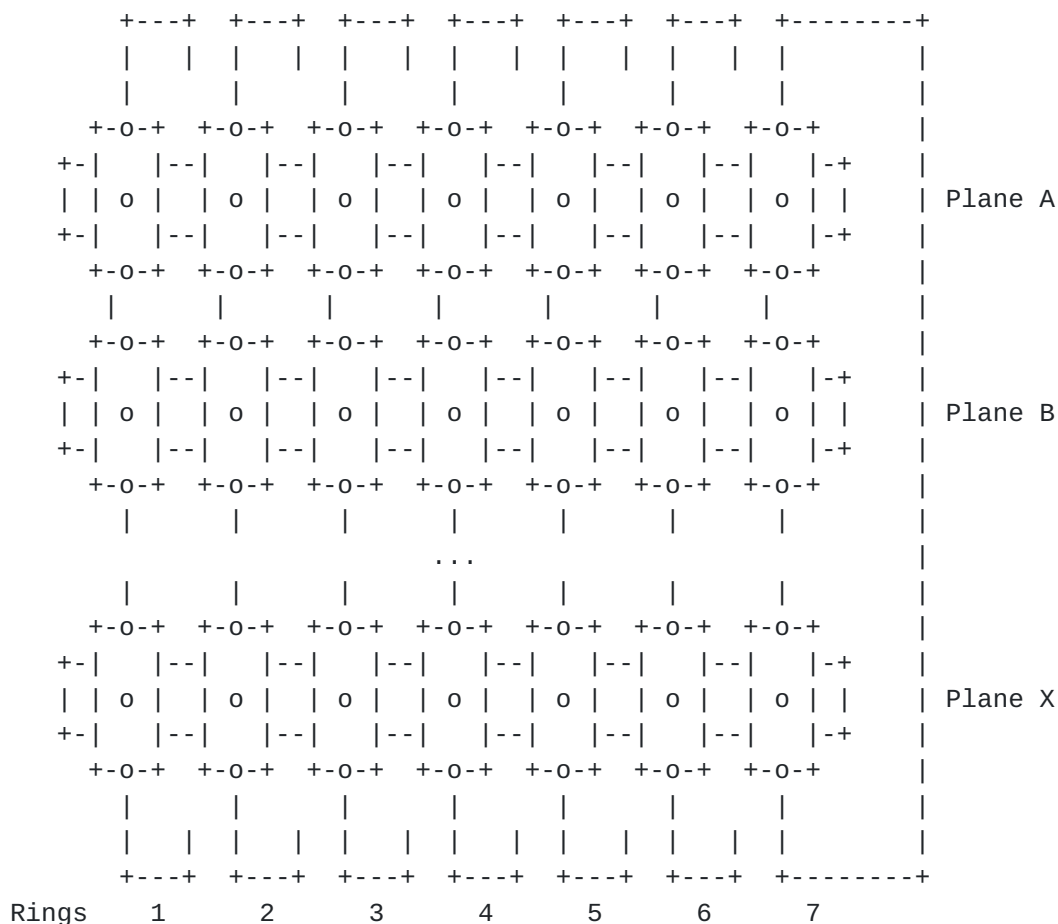 +---+  +---+  +---+  +---+  +---+  +---+  +--------+
       |   |  |   |  |   |  |   |  |   |  |   |  |        |
       |      |      |      |      |      |      |        |
     +-o-+  +-o-+  +-o-+  +-o-+  +-o-+  +-o-+  +-o-+      |
   +-|   |--|   |--|   |--|   |--|   |--|   |--|   |-+    |
   | | o |  | o |  | o |  | o |  | o |  | o |  | o | |    | Plane A
   +-|   |--|   |--|   |--|   |--|   |--|   |--|   |-+    |
     +-o-+  +-o-+  +-o-+  +-o-+  +-o-+  +-o-+  +-o-+      |
      |      |      |      |      |      |      |         |
     +-o-+  +-o-+  +-o-+  +-o-+  +-o-+  +-o-+  +-o-+      |
   +-|   |--|   |--|   |--|   |--|   |--|   |--|   |-+    |
   | | o |  | o |  | o |  | o |  | o |  | o |  | o | |    | Plane B
   +-|   |--|   |--|   |--|   |--|   |--|   |--|   |-+    |
     +-o-+  +-o-+  +-o-+  +-o-+  +-o-+  +-o-+  +-o-+      |
       |      |      |      |      |      |      |        |
                           ...                            |
       |      |      |      |      |      |      |        |
     +-o-+  +-o-+  +-o-+  +-o-+  +-o-+  +-o-+  +-o-+      |
   +-|   |--|   |--|   |--|   |--|   |--|   |--|   |-+    |
   | | o |  | o |  | o |  | o |  | o |  | o |  | o | |    | Plane X
   +-|   |--|   |--|   |--|   |--|   |--|   |--|   |-+    |
     +-o-+  +-o-+  +-o-+  +-o-+  +-o-+  +-o-+  +-o-+      |
       |      |      |      |      |      |      |        |
       |   |  |   |  |   |  |   |  |   |  |   |  |        |
       +---+  +---+  +---+  +---+  +---+  +---+  +--------+
Rings    1      2      3      4      5      6      7